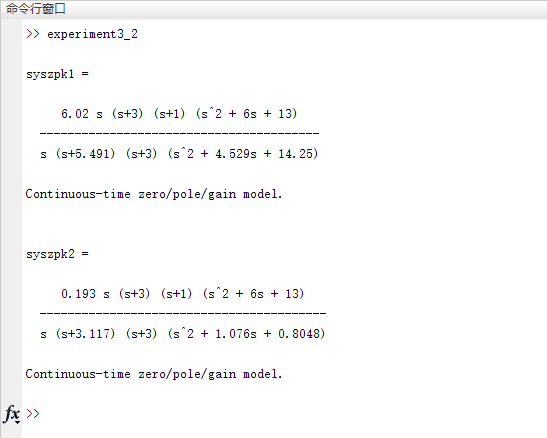 命令行窗口
>> experiment3_2
syszpk1 =
6.02 s (s+3) (s+1) (s^2 + 6s + 13)
----------------------------------------
s (s+5.491) (s+3) (s^2 + 4.529s + 14.25)
Continuous-time zero/pole/gain model.
syszpk2 =
0.193 s (s+3) (s+1) (s^2 + 6s + 13)
-----------------------------------------
s (s+3.117) (s+3) (s^2 + 1.076s + 0.8048)
Continuous-time zero/pole/gain model.
fx >>